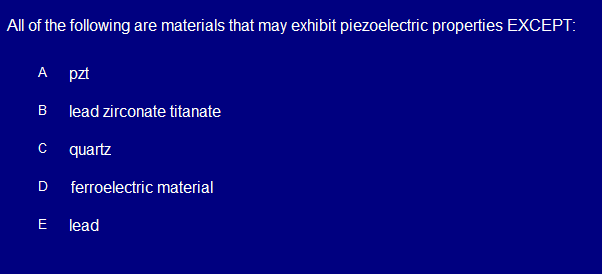 All of the following are materials that may exhibit piezoelectric properties EXCEPT:
A pzt
B lead zirconate titanate
C quartz
D ferroelectric material
E lead